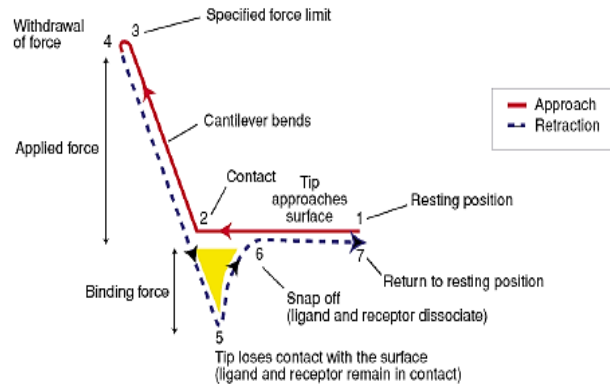 Specified force limit
Withdrawal
of force
4
3
Approach
Retraction
Cantilever bends
Applied force
Contact
Tip
approaches
surface
Resting position
2
1
6
7
Return to resting position
Binding force
Snap off
(ligand and receptor dissociate)
5
Tip loses contact with the surface
(ligand and receptor remain in contact)